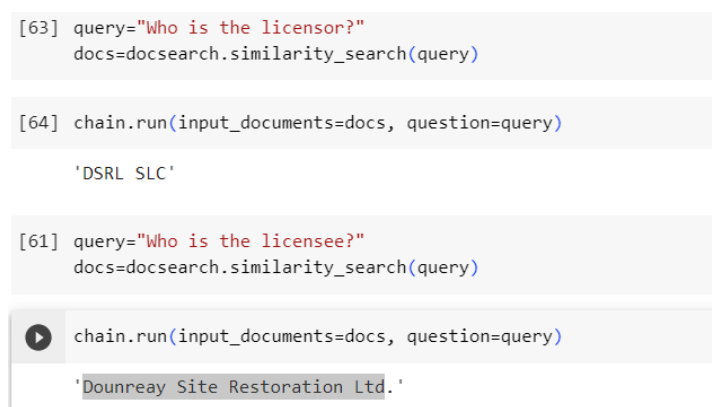 [63] query="Who is the licensor?"
docs=docsearch.similarity_search(query)
[64] chain.run(input_documents=docs, question=query)
'DSRL SLC'
[61] query="Who is the licensee?"
docs=docsearch.similarity_search(query)
chain.run(input_documents=docs, question=query)
'Dounreay Site Restoration Ltd.'